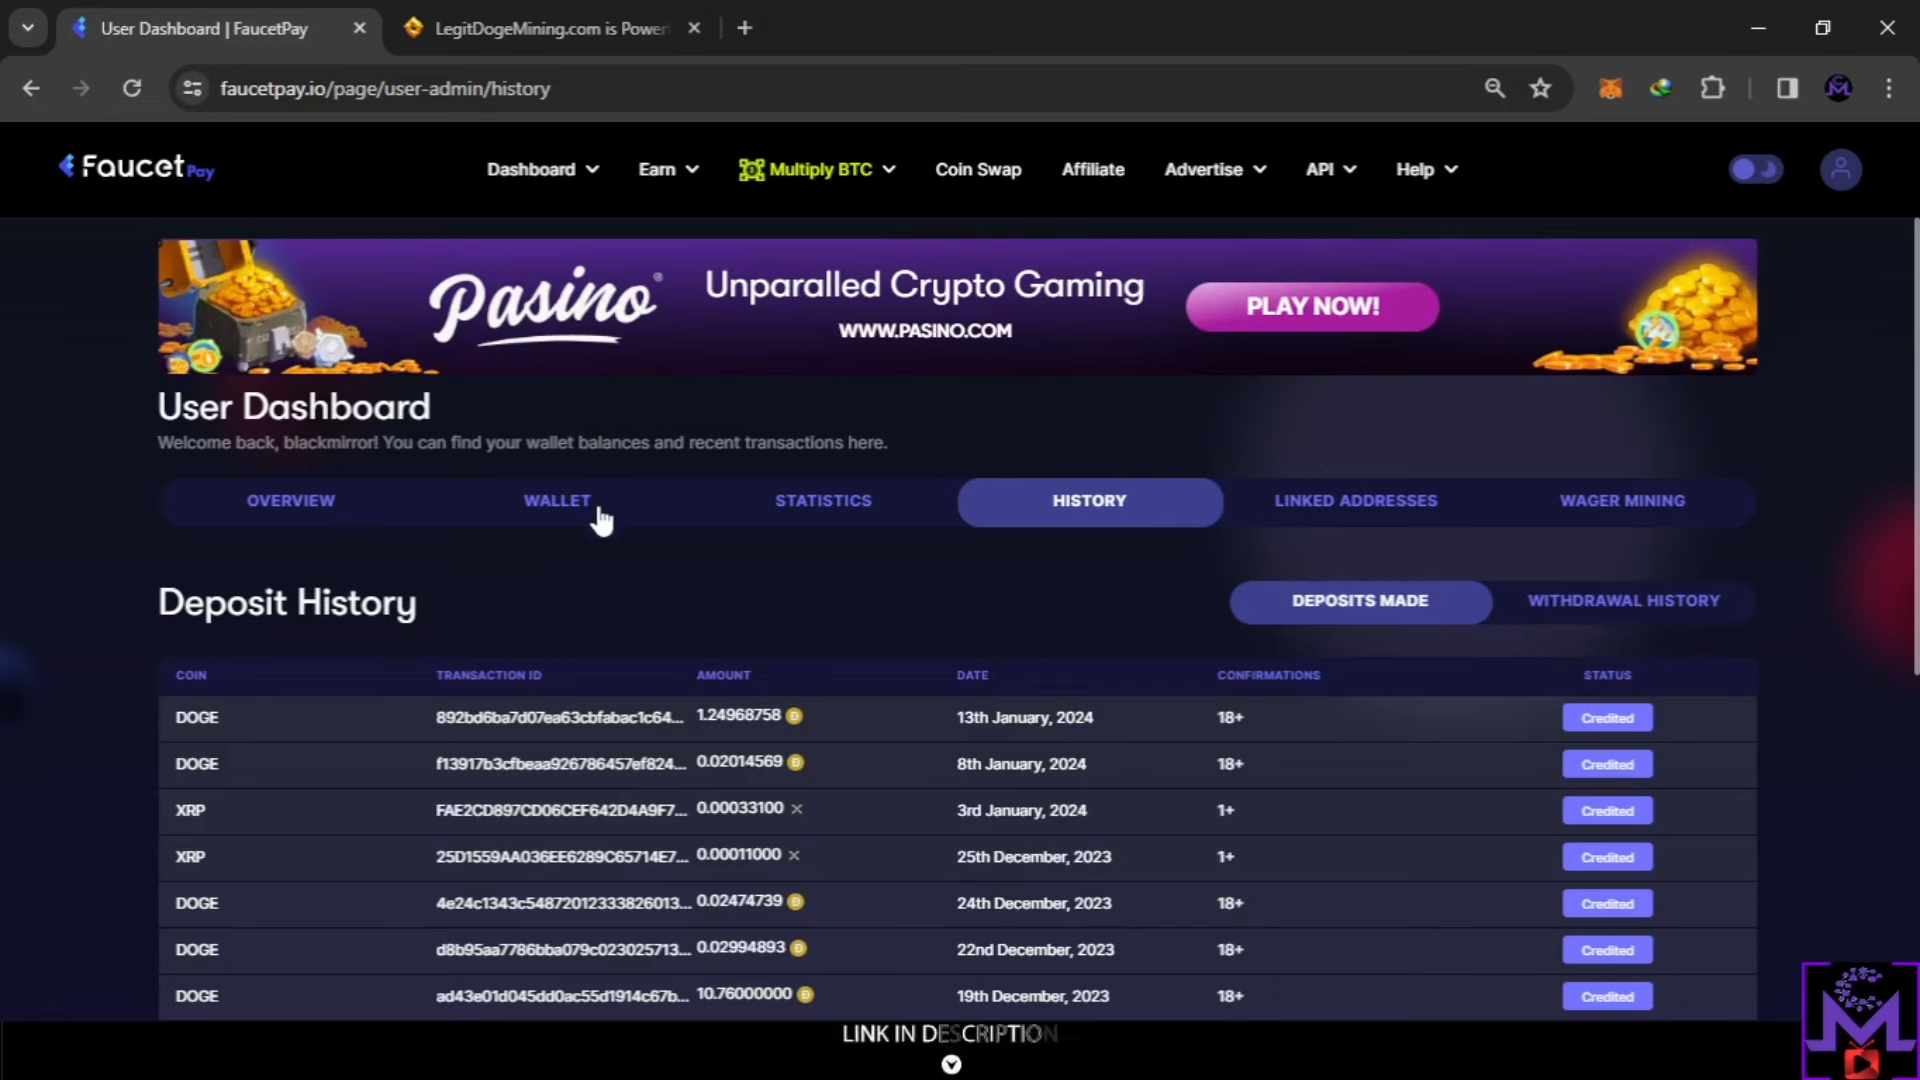 User Dashboard | FaucetPay
LegitDogeMining.com is Power
faucetpay.io/page/user-admin/history
FaucetPay
Dashboard
Earn
Multiply BTC
Coin Swap
Affiliate
Advertise
API
Help
Pasino
Unparalled Crypto Gaming
WWW.PASINO.COM
PLAY NOW!
User Dashboard
Welcome back, blackmirror! You can find your wallet balances and recent transactions here.
OVERVIEW
WALLET
STATISTICS
HISTORY
LINKED ADDRESSES
WAGER MINING
Deposit History
DEPOSITS MADE
WITHDRAWAL HISTORY
COIN TRANSACTION ID AMOUNT DATE CONFIRMATIONS STATUS
DOGE 892bd6ba7d07ea63cbfabac1c64... 1.24968758 13th January, 2024 18+ Credited
DOGE f13917b3cfbeaa926786457ef824... 0.02014569 8th January, 2024 18+ Credited
XRP FAE2CD897CD06CEF642D4A9F7... 0.00033100 3rd January, 2024 1+ Credited
XRP 25D1559AA036EE6289C65714E7... 0.00011000 25th December, 2023 1+ Credited
DOGE 4e24c1343c54872012333826013... 0.02474739 24th December, 2023 18+ Credited
DOGE d8b95aa7786bba079c023025713... 0.02994893 22nd December, 2023 18+ Credited
DOGE ad43e01d045dd0ac55d1914c67b... 10.76000000 19th December, 2023 18+ Credited
LINK IN DESCRIPTION